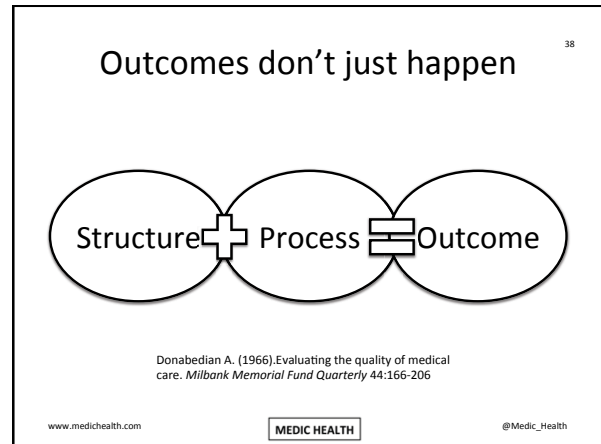 38
Outcomes don’t just happen
Structure + Process = Outcome
Donabedian A. (1966).Evaluating the quality of medical
care. Milbank Memorial Fund Quarterly 44:166-206
www.medichealth.com
MEDIC HEALTH
@Medic_Health